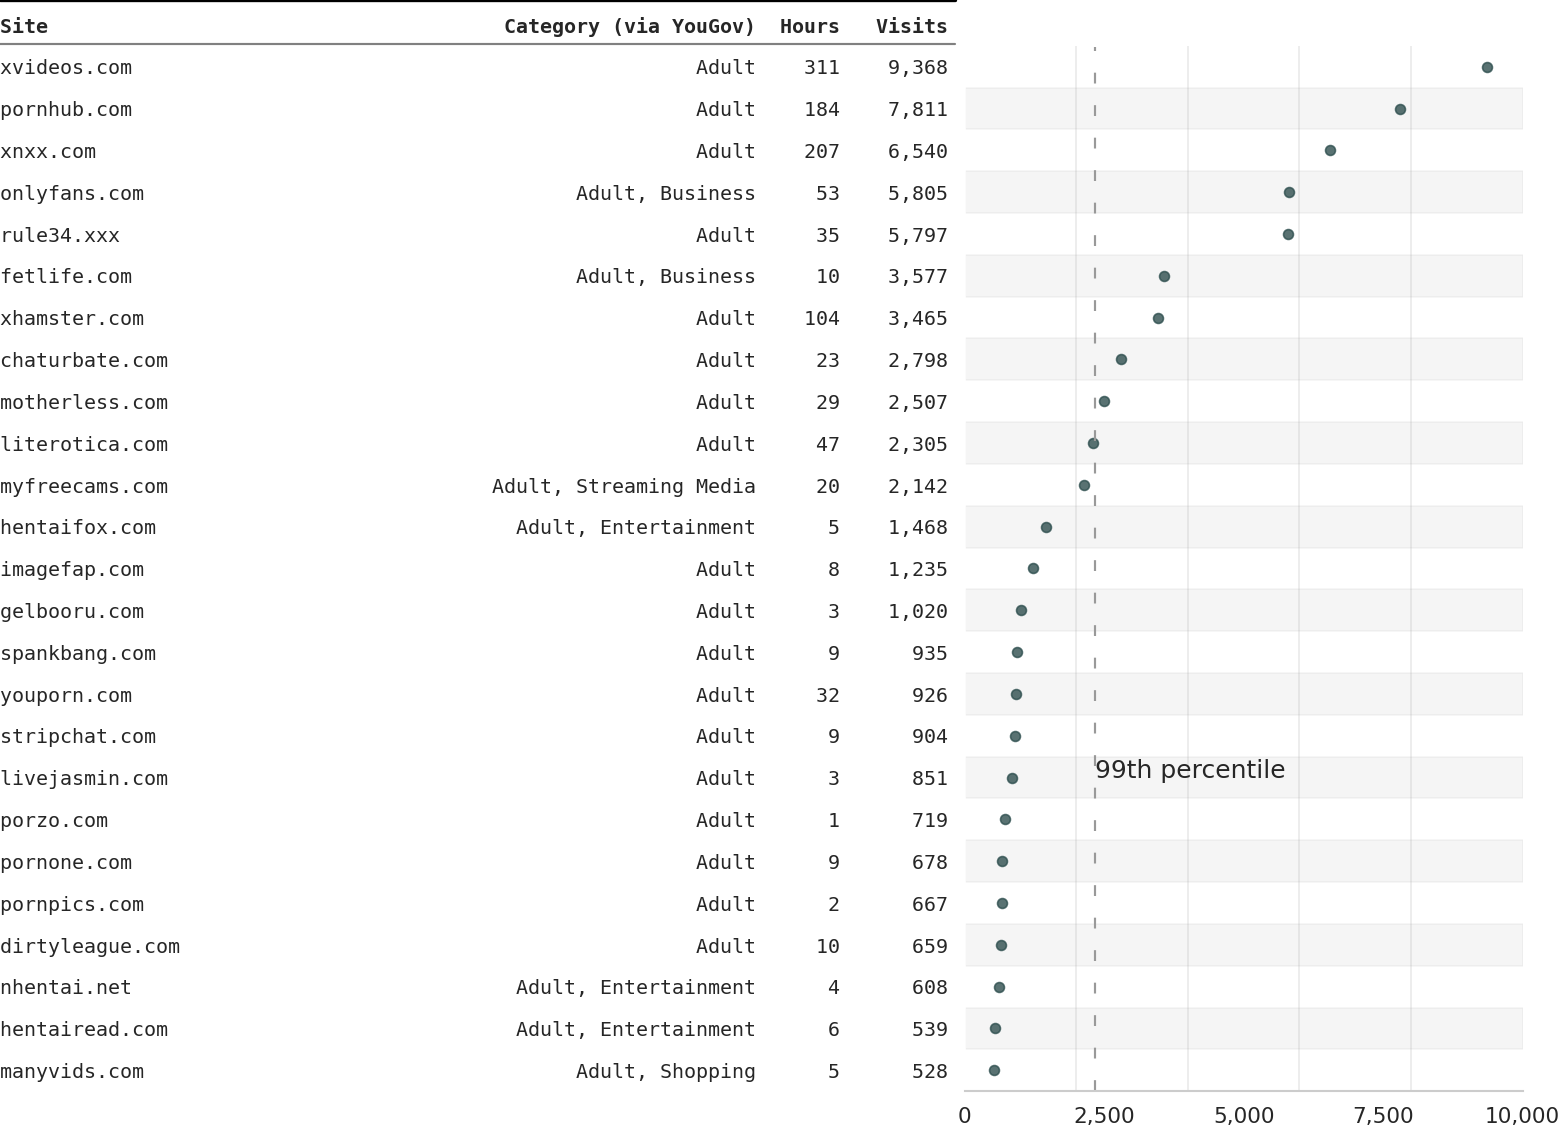 Site Category (via YouGov) Hours Visits
xvideos.com Adult 311 9,368
pornhub.com Adult 184 7,811
xnxx.com Adult 207 6,540
onlyfans.com Adult, Business 53 5,805
rule34.xxx Adult 35 5,797
fetlife.com Adult, Business 10 3,577
xhamster.com Adult 104 3,465
chaturbate.com Adult 23 2,798
motherless.com Adult 29 2,507
literotica.com Adult 47 2,305
myfreecams.com Adult, Streaming Media 20 2,142
hentaifox.com Adult, Entertainment 5 1,468
imagefap.com Adult 8 1,235
gelbooru.com Adult 3 1,020
spankbang.com Adult 9 935
youporn.com Adult 32 926
stripchat.com Adult 9 904
livejasmin.com Adult 3 851 99th percentile
porzo.com Adult 1 719
pornone.com Adult 9 678
pornpics.com Adult 2 667
dirtyleague.com Adult 10 659
nhentai.net Adult, Entertainment 4 608
hentairead.com Adult, Entertainment 6 539
manyvids.com Adult, Shopping 5 528
0 2,500 5,000 7,500 10,000